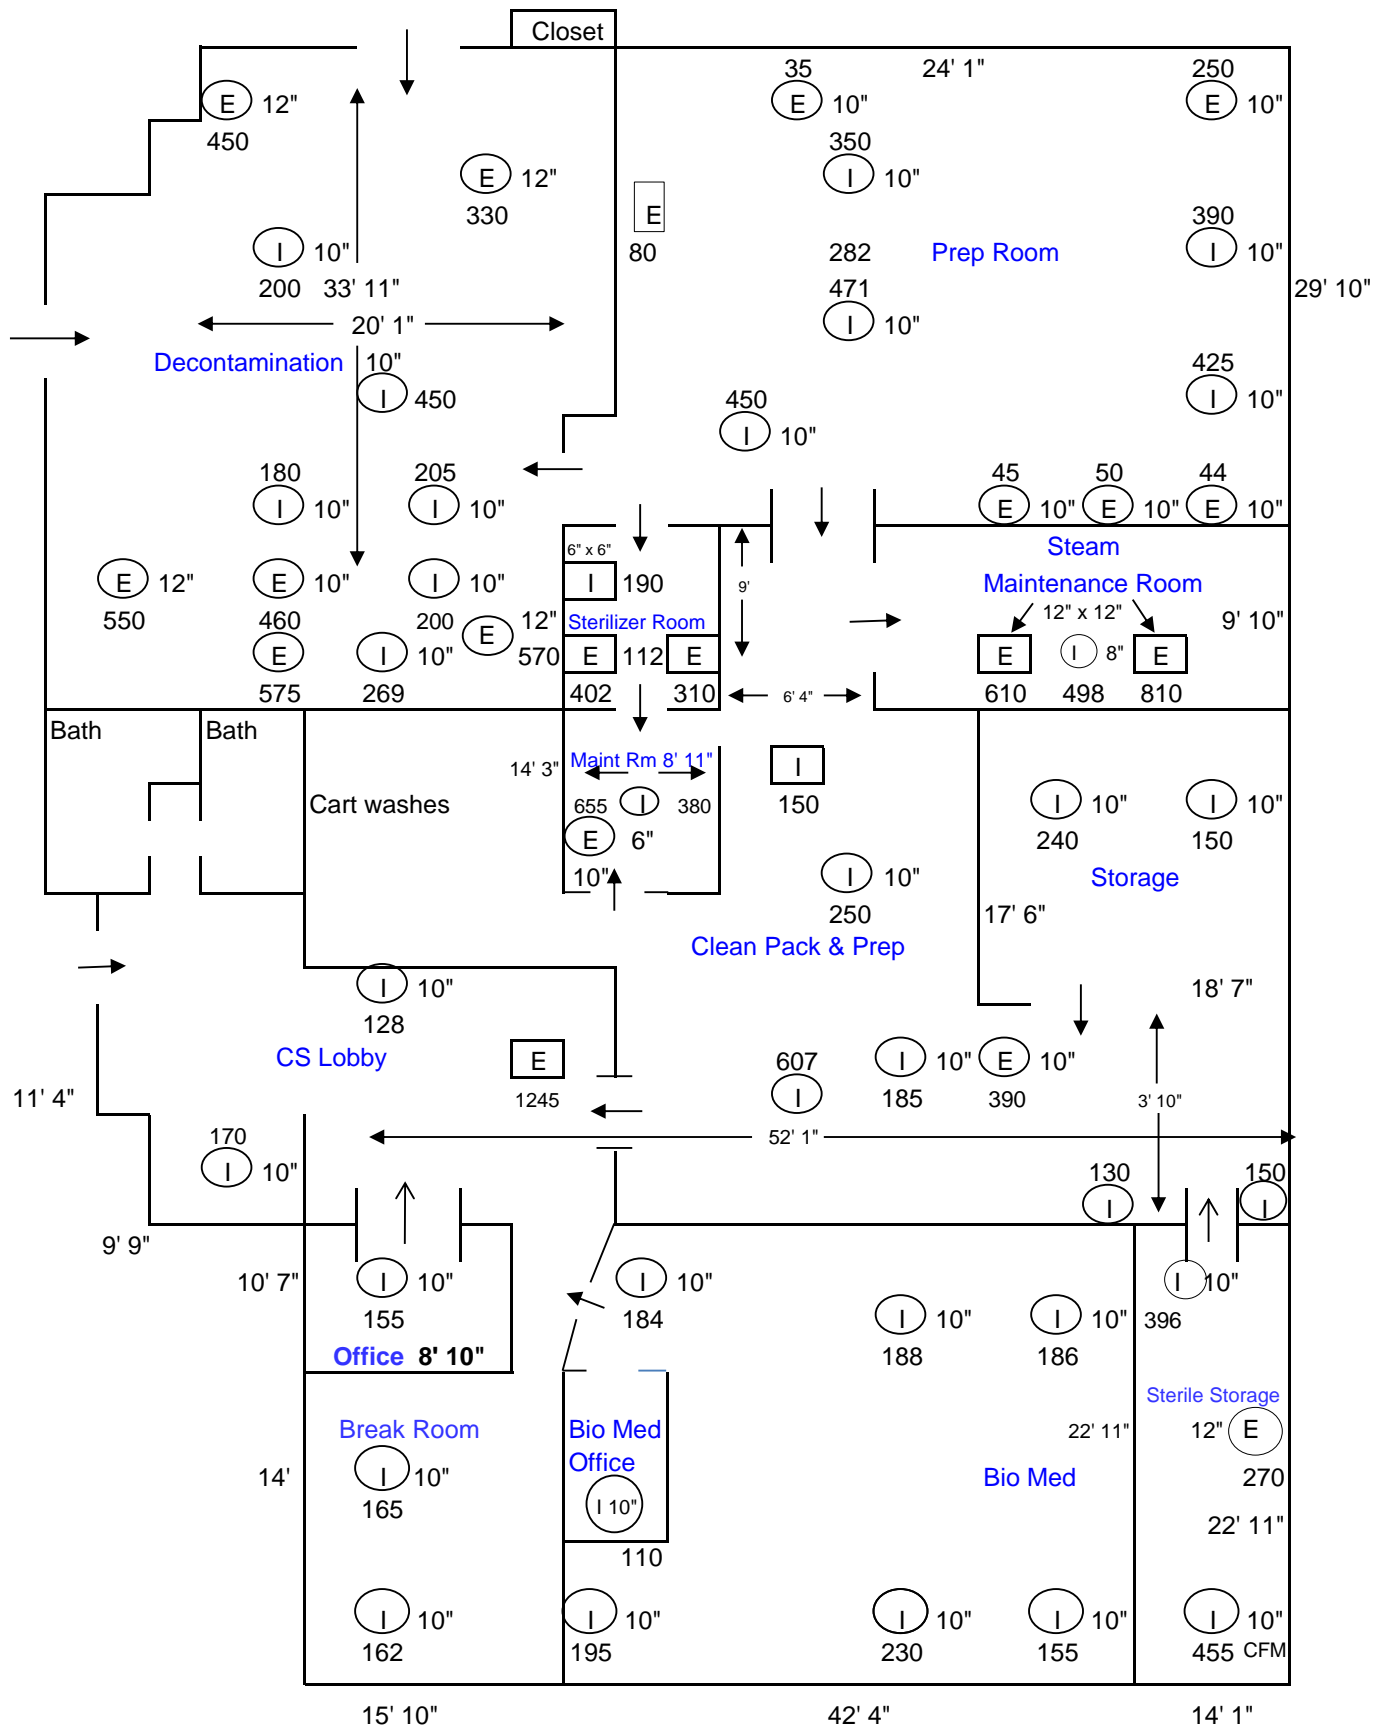 Closet
35
24' 1"
250
E 12"
E 10"
E 10"
450
350
E 12"
I 10"
330
E
390
I 10"
80
282
Prep Room
I 10"
200
33' 11"
471
29' 10"
20' 1"
I 10"
Decontamination
10"
425
I 450
450
I 10"
I 10"
180
205
45
50
44
I 10"
I 10"
E 10"
E 10"
E 10"
6" x 6"
Steam
E 12"
E 10"
I 10"
I 190
9'
Maintenance Room
550
460
200
12"
Sterilizer Room
12" x 12"
9' 10"
E
I 10"
E
570
E 112 E
E
I 8"
E
575
269
402
310
6' 4"
610
498
810
Bath
Bath
14' 3"
Maint Rm 8' 11"
I
Cart washes
655
I
380
150
I 10"
I 10"
E 6"
240
150
10"
I 10"
Storage
250
17' 6"
Clean Pack & Prep
I 10"
18' 7"
128
CS Lobby
E
607
I 10"
E 10"
11' 4"
1245
I
185
390
3' 10"
170
52' 1"
I 10"
130
150
I
I
9' 9"
10' 7"
I 10"
I 10"
I 10"
155
184
I 10"
I 10"
396
Office 8' 10"
188
186
Sterile Storage
Break Room
Bio Med
22' 11"
12" E
Office
14'
I 10"
Bio Med
270
165
I 10"
22' 11"
110
I 10"
I 10"
I 10"
I 10"
I 10"
162
195
230
155
455 CFM
15' 10"
42' 4"
14' 1"